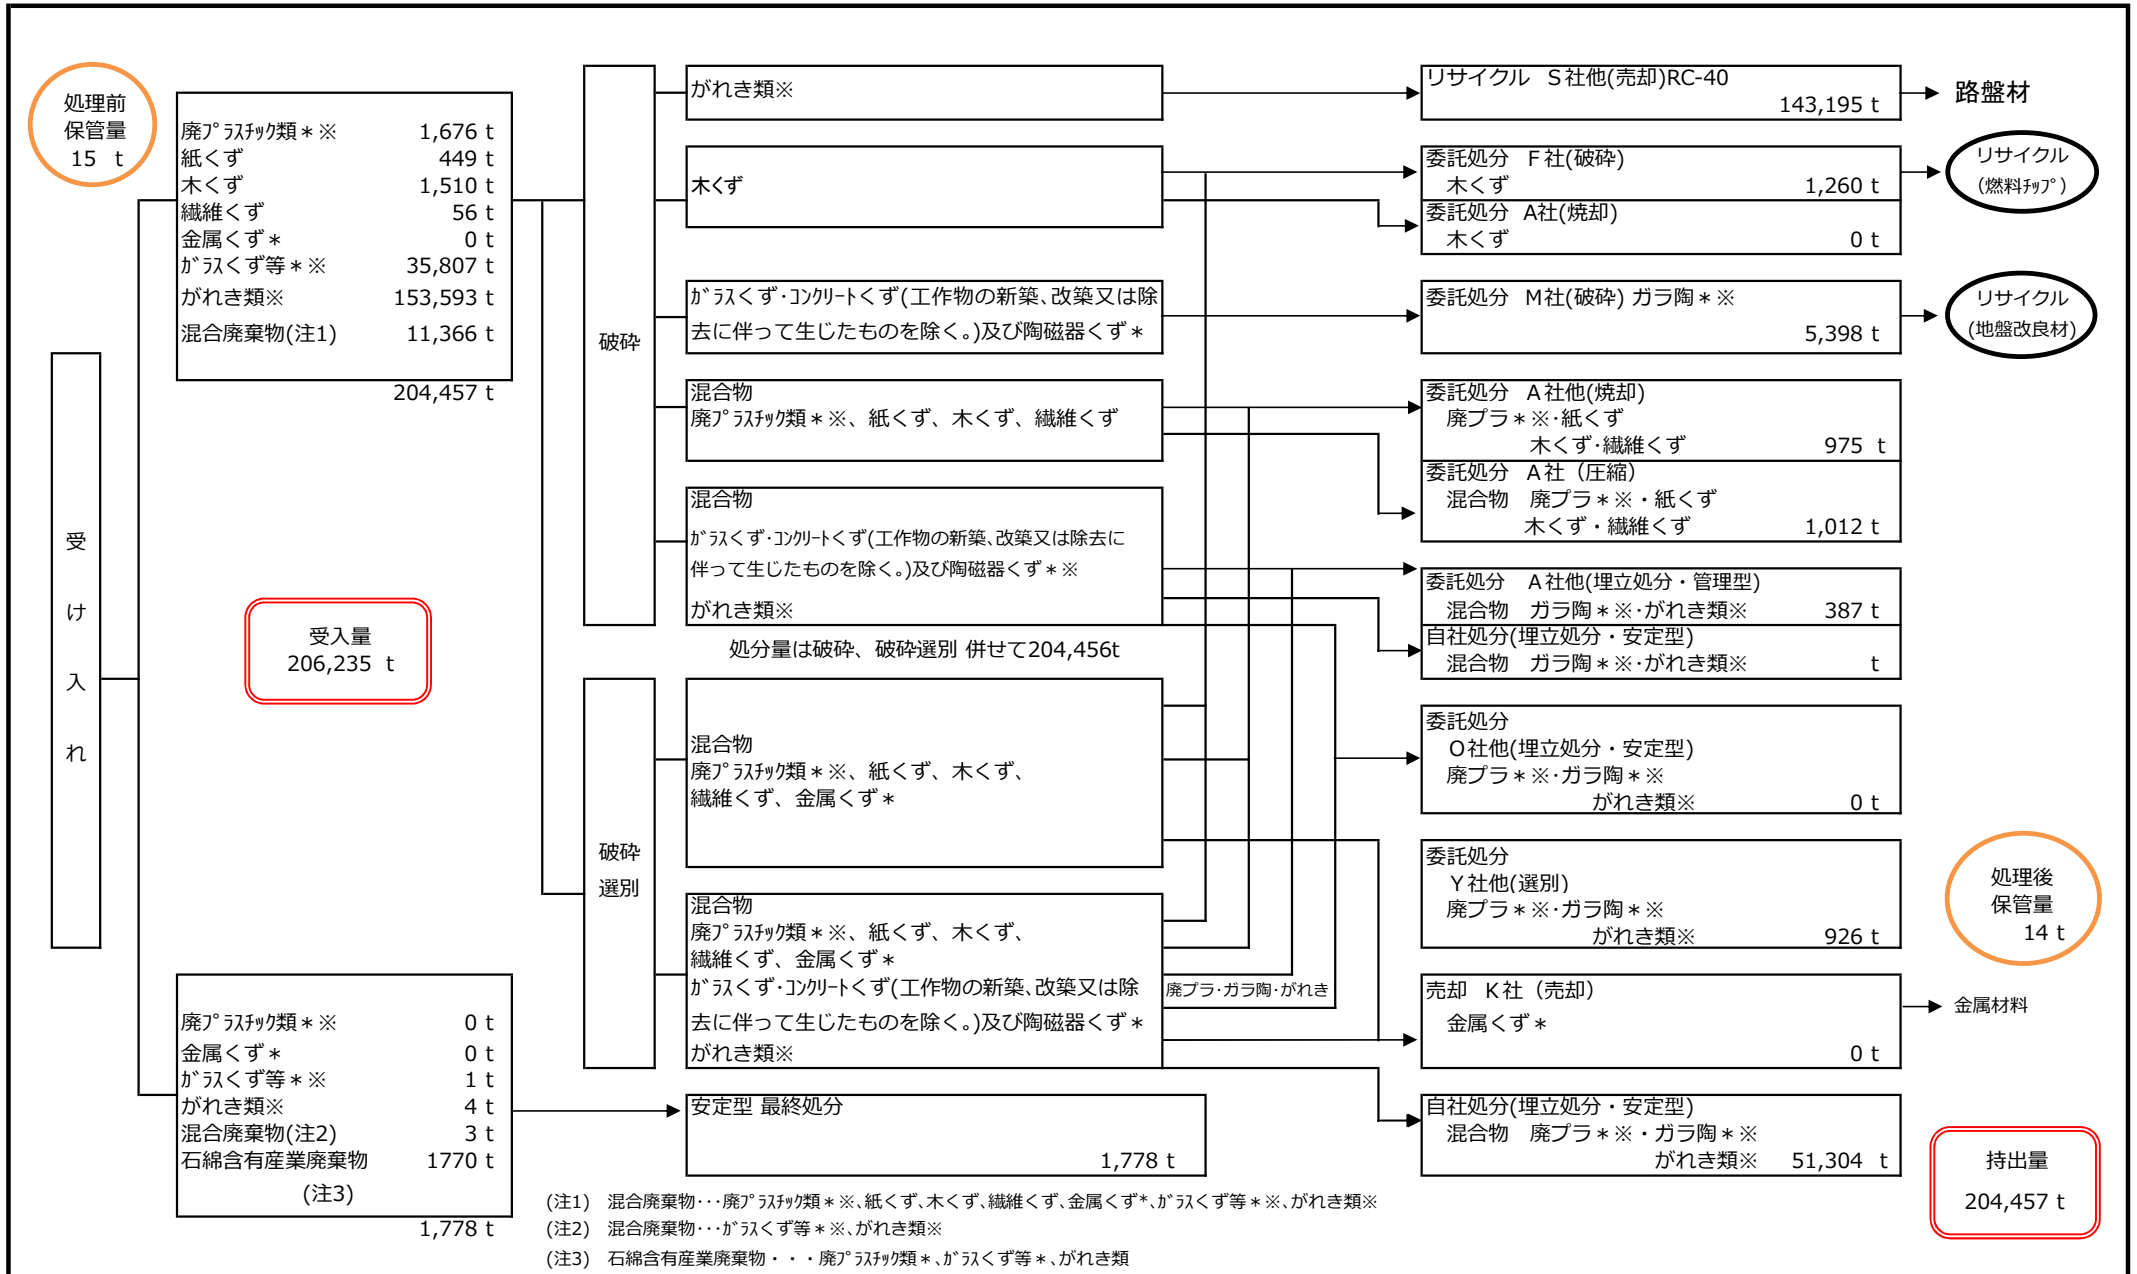 処理前
保管量
15 t
廃プラスチック類＊※ 1,676 t
紙くず 449 t
木くず 1,510 t
繊維くず 56 t
金属くず＊ 0 t
ガラスくず等＊※ 35,807 t
がれき類※ 153,593 t
混合廃棄物(注1) 11,366 t
204,457 t
受け入れ
受入量
206,235 t
廃プラスチック類＊※ 0 t
金属くず＊ 0 t
ガラスくず等＊※ 1 t
がれき類※ 4 t
混合廃棄物(注2) 3 t
石綿含有産業廃棄物 1770 t
(注3)
1,778 t
破砕
がれき類※
木くず
ガラスくず･コンクリートくず(工作物の新築、改築又は除
去に伴って生じたものを除く。)及び陶磁器くず＊
混合物
廃プラスチック類＊※、紙くず、木くず、繊維くず
混合物
ガラスくず･コンクリートくず(工作物の新築、改築又は除去に
伴って生じたものを除く。)及び陶磁器くず＊※
がれき類※
処分量は破砕、破砕選別 併せて204,456t
破砕
選別
混合物
廃プラスチック類＊※、紙くず、木くず、
繊維くず、金属くず＊
混合物
廃プラスチック類＊※、紙くず、木くず、
繊維くず、金属くず＊
ガラスくず･コンクリートくず(工作物の新築、改築又は除
去に伴って生じたものを除く。)及び陶磁器くず＊
がれき類※
廃プラ･ガラ陶･がれき
安定型 最終処分
1,778 t
リサイクル S社他(売却)RC-40
143,195 t
路盤材
委託処分 F社(破砕)
木くず 1,260 t
リサイクル
(燃料チップ)
委託処分 A社(焼却)
木くず 0 t
委託処分 M社(破砕) ガラ陶＊※
5,398 t
リサイクル
(地盤改良材)
委託処分 A社他(焼却)
廃プラ＊※･紙くず
木くず･繊維くず 975 t
委託処分 A社（圧縮）
混合物 廃プラ＊※・紙くず
木くず・繊維くず 1,012 t
委託処分 A社他(埋立処分・管理型)
混合物 ガラ陶＊※･がれき類※ 387 t
自社処分(埋立処分・安定型)
混合物 ガラ陶＊※･がれき類※ t
委託処分
O社他(埋立処分・安定型)
廃プラ＊※･ガラ陶＊※
がれき類※ 0 t
委託処分
Y社他(選別)
廃プラ＊※･ガラ陶＊※
がれき類※ 926 t
処理後
保管量
14 t
売却 K社（売却）
金属くず＊
0 t
金属材料
自社処分(埋立処分・安定型)
混合物 廃プラ＊※・ガラ陶＊※
がれき類※ 51,304 t
持出量
204,457 t
(注1) 混合廃棄物･･･廃プラスチック類＊※､紙くず､木くず､繊維くず､金属くず*､ガラスくず等＊※､がれき類※
(注2) 混合廃棄物･･･ガラスくず等＊※､がれき類※
(注3) 石綿含有産業廃棄物・・・廃プラスチック類＊､ガラスくず等＊､がれき類